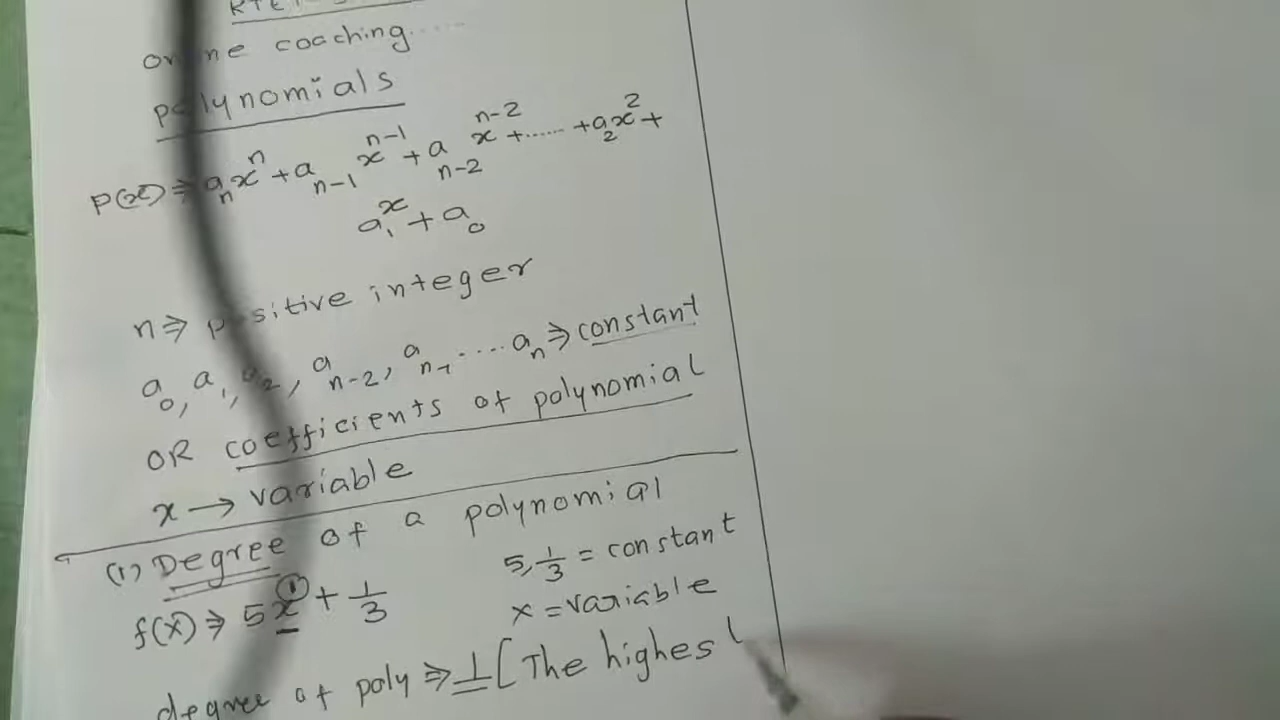 online coaching.....
polynomials
p(x) ⇒ aₙxⁿ + aₙ₋₁xⁿ⁻¹ + aₙ₋₂xⁿ⁻² + ...... + a₂x² +
a₁x + a₀
n ⇒ positive integer
a₀, a₁, a₂, aₙ₋₂, aₙ₋₁ .... aₙ ⇒ constant
OR coefficients of polynomial
x → variable
(1) Degree of a polynomial
f(x) ⇒ 5x① + 1/3
5, 1/3 = constant
x = variable
degree of poly ⇒ 1 [The highes